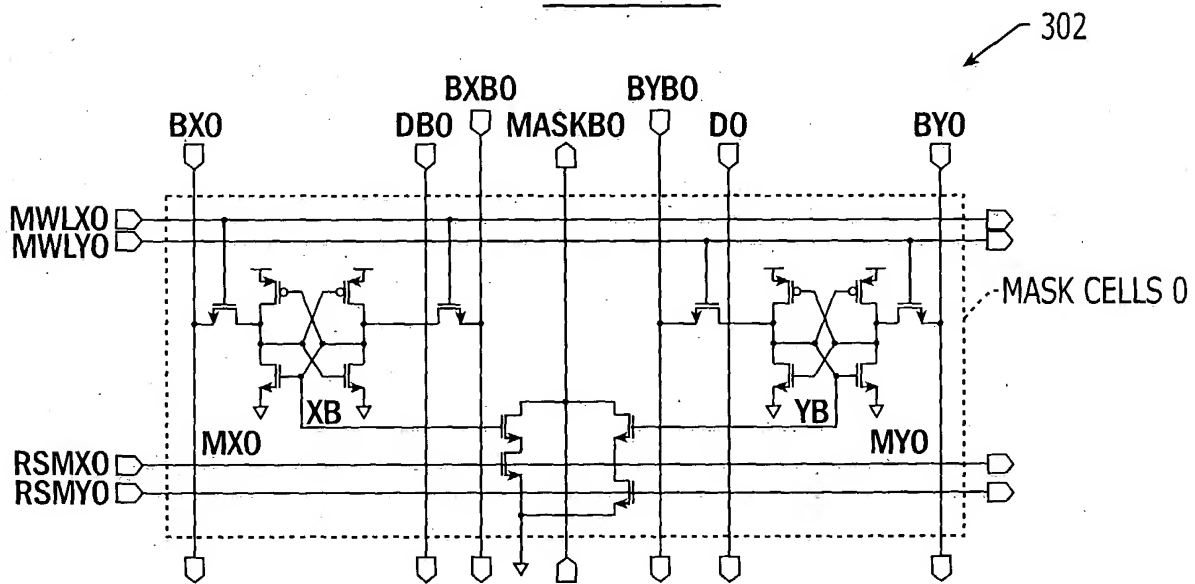 302
BXB0 BYB0
BX0 DB0 MASKB0 D0 BY0
MWLX0
MWLY0
MASK CELLS 0
XB YB
MX0 MY0
RSMX0
RSMY0